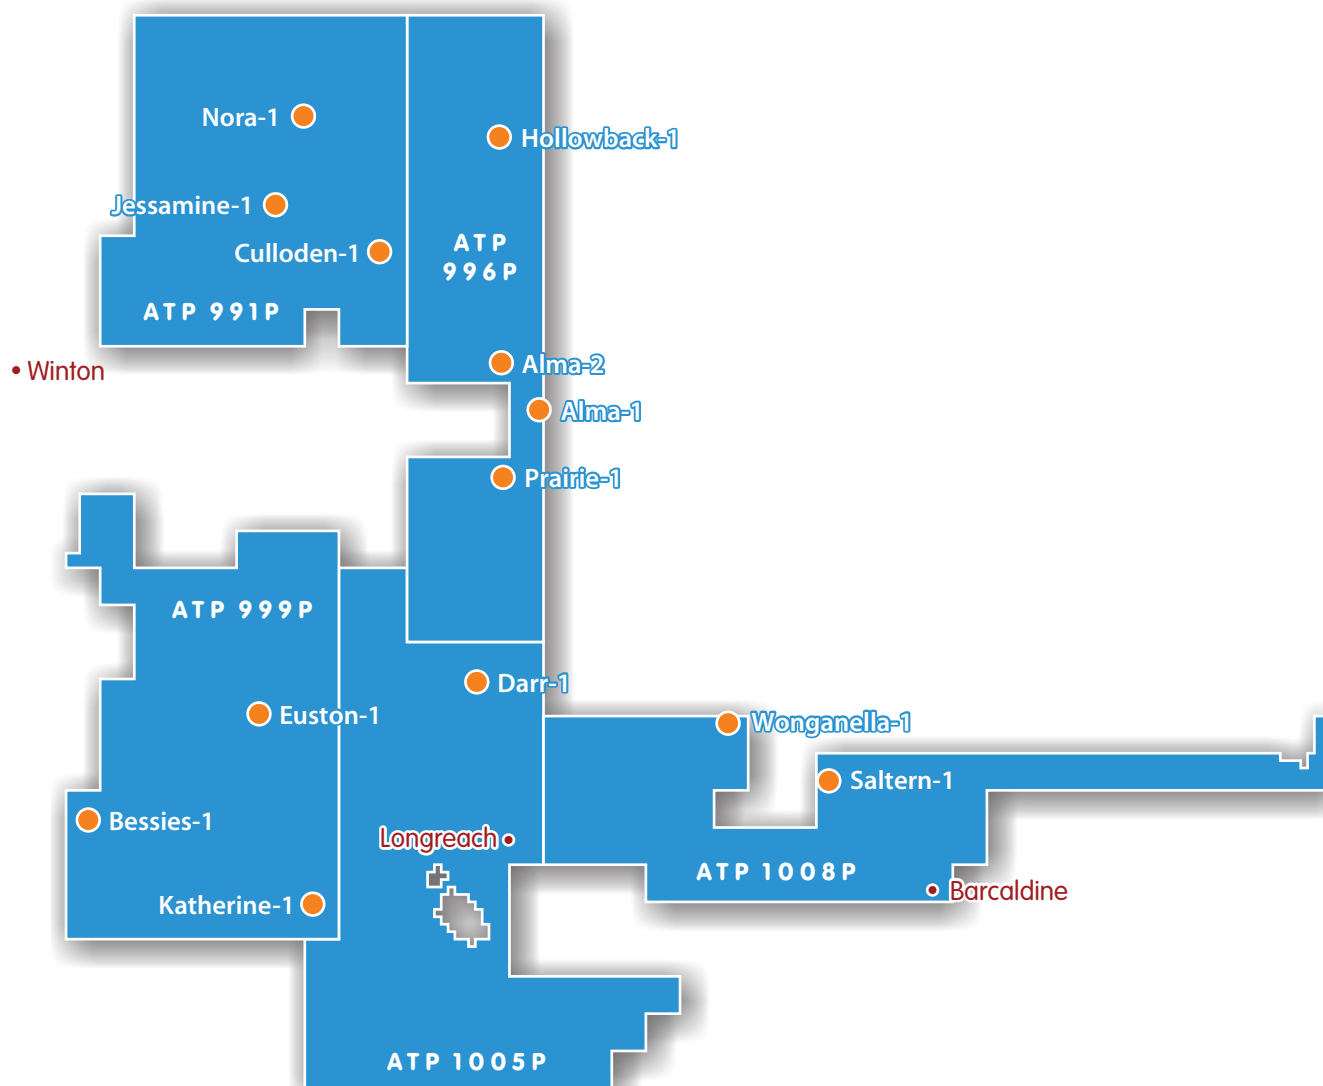 Nora-1
Hollowback-1
Jessamine-1
Culloden-1
ATP
996P
ATP 991P
Alma-2
Winton
Alma-1
Prairie-1
ATP 999P
Darr-1
Euston-1
Wonganella-1
Saltern-1
Bessies-1
Longreach
ATP 1008P
Barcaldine
Katherine-1
ATP 1005P